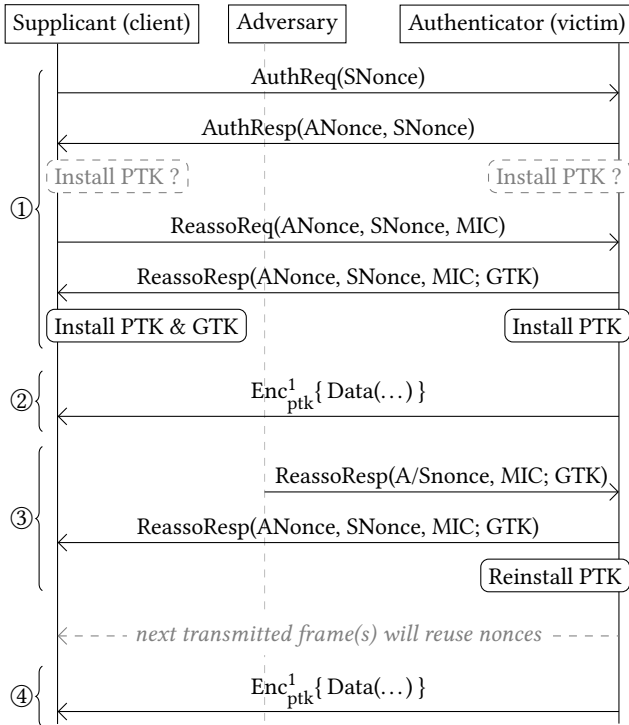 Supplicant (client) Adversary Authenticator (victim)
AuthReq(SNonce)
AuthResp(ANonce, SNonce)
Install PTK ? Install PTK ?
①
ReassoReq(ANonce, SNonce, MIC)
ReassoResp(ANonce, SNonce, MIC; GTK)
Install PTK & GTK Install PTK
② Enc¹ptk{ Data(…) }
ReassoResp(A/Snonce, MIC; GTK)
③
ReassoResp(ANonce, SNonce, MIC; GTK)
Reinstall PTK
next transmitted frame(s) will reuse nonces
④ Enc¹ptk{ Data(…) }